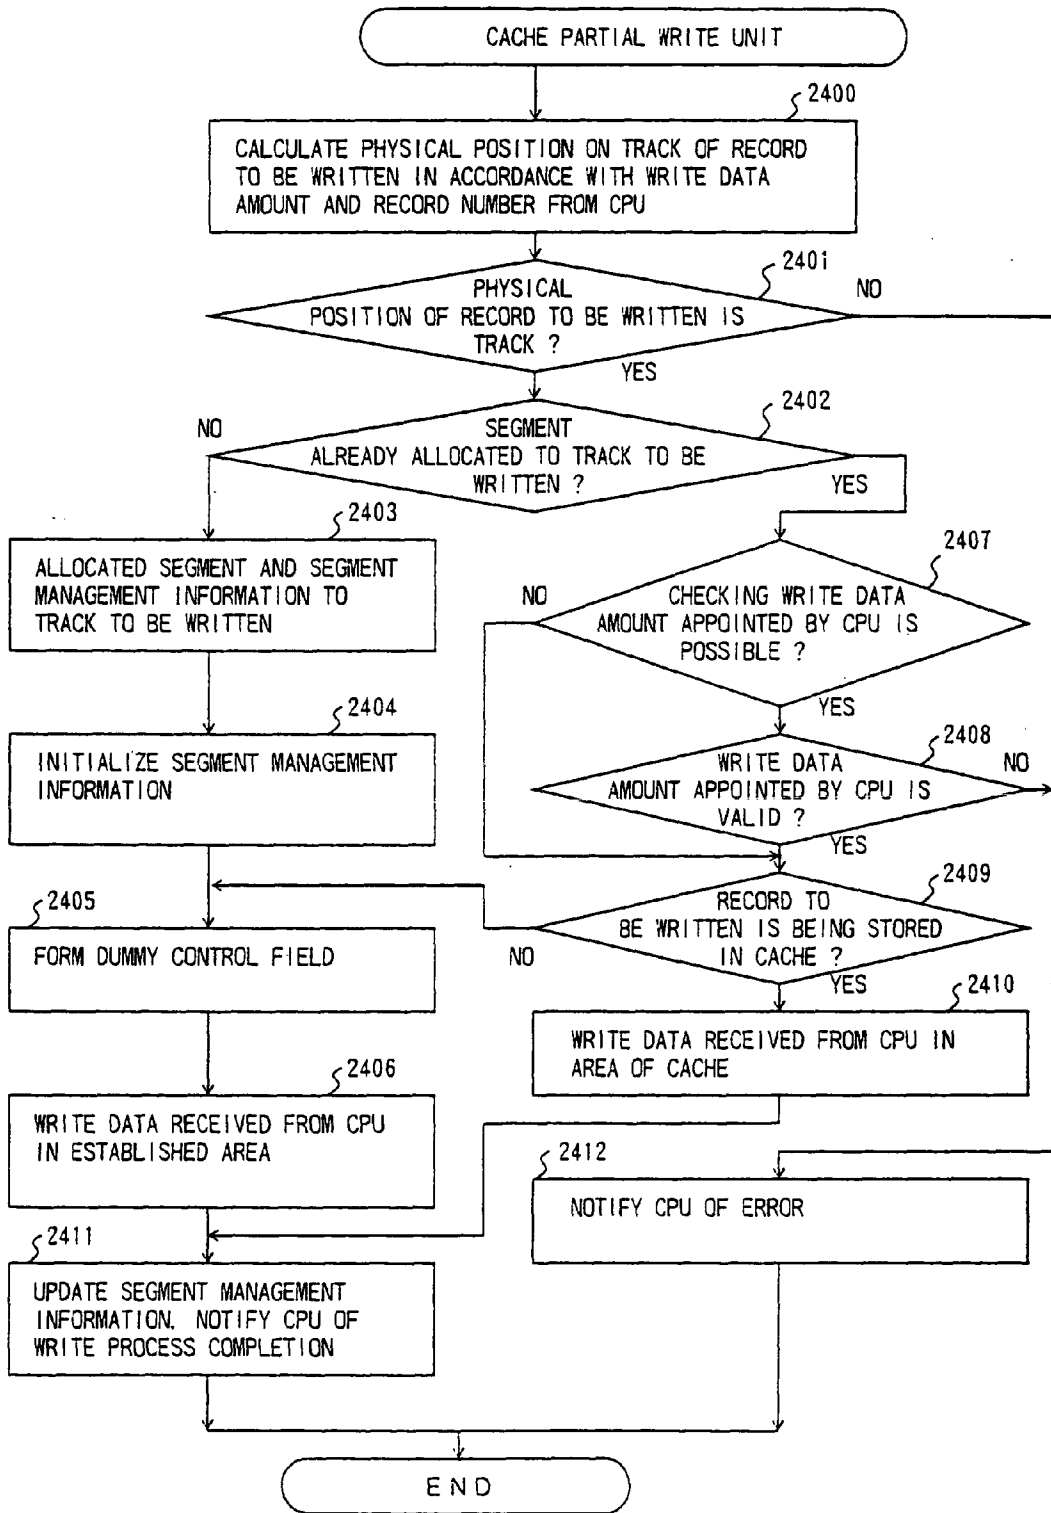 CACHE PARTIAL WRITE UNIT
2400
CALCULATE PHYSICAL POSITION ON TRACK OF RECORD
TO BE WRITTEN IN ACCORDANCE WITH WRITE DATA
AMOUNT AND RECORD NUMBER FROM CPU
2401
PHYSICAL
POSITION OF RECORD TO BE WRITTEN IS
TRACK ?
NO
YES
2402
SEGMENT
ALREADY ALLOCATED TO TRACK TO BE
WRITTEN ?
NO
YES
2403
ALLOCATED SEGMENT AND SEGMENT
MANAGEMENT INFORMATION TO
TRACK TO BE WRITTEN
2407
CHECKING WRITE DATA
AMOUNT APPOINTED BY CPU IS
POSSIBLE ?
NO
YES
2404
INITIALIZE SEGMENT MANAGEMENT
INFORMATION
2408
WRITE DATA
AMOUNT APPOINTED BY CPU IS
VALID ?
NO
YES
2405
FORM DUMMY CONTROL FIELD
2409
RECORD TO
BE WRITTEN IS BEING STORED
IN CACHE ?
NO
YES
2410
WRITE DATA RECEIVED FROM CPU IN
AREA OF CACHE
2406
WRITE DATA RECEIVED FROM CPU
IN ESTABLISHED AREA
2412
NOTIFY CPU OF ERROR
2411
UPDATE SEGMENT MANAGEMENT
INFORMATION. NOTIFY CPU OF
WRITE PROCESS COMPLETION
END